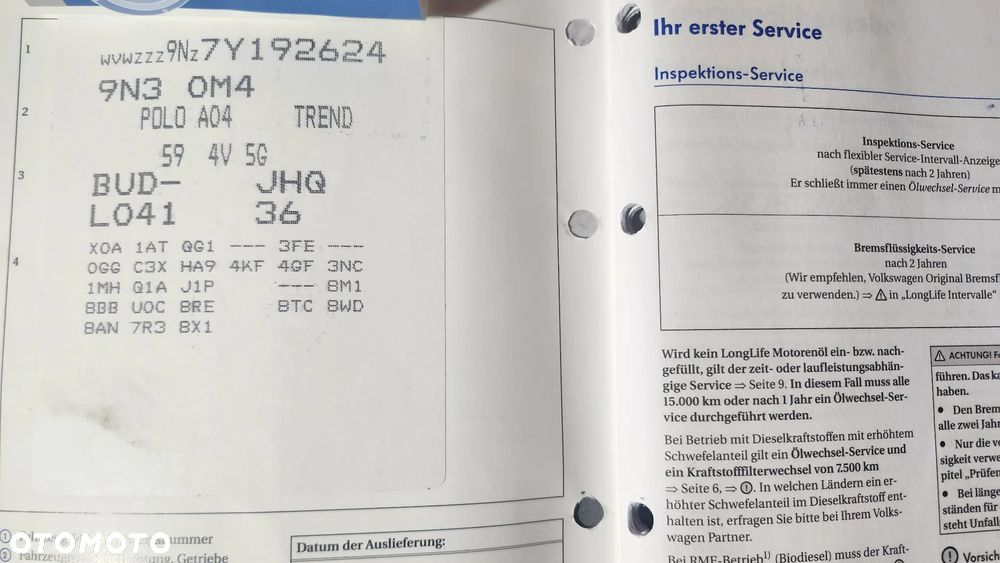 1
WVWZZZ9NZ7Y192624
9N3 0M4
2
POLO A04 TREND
59 4V 5G
3
BUD- JHQ
L041 36
X0A 1AT QG1 --- 3FE ---
4
0GG C3X HA9 4KF 4GF 3NC
1MH Q1A J1P --- 8M1
8BB U0C 8RE 8TC 8WD
8AN 7R3 8X1
OTOMOTO
nummer
Getriebe
Datum der Auslieferung:
Ihr erster Service
Inspektions-Service
Inspektions-Service
nach flexibler Service-Intervall-Anzeige
(spätestens nach 2 Jahren)
Er schließt immer einen Ölwechsel-Service m
Bremsflüssigkeits-Service
nach 2 Jahren
(Wir empfehlen, Volkswagen Original Bremsfl
zu verwenden.) ⇒ ⚠ in „LongLife Intervalle“
Wird kein LongLife Motorenöl ein- bzw. nach-
gefüllt, gilt der zeit- oder laufleistungsabhän-
gige Service ⇒ Seite 9. In diesem Fall muss alle
15.000 km oder nach 1 Jahr ein Ölwechsel-Ser-
vice durchgeführt werden.
Bei Betrieb mit Dieselkraftstoffen mit erhöhtem
Schwefelanteil gilt ein Ölwechsel-Service und
ein Kraftstofffilterwechsel von 7.500 km
⇒ Seite 6, ⇒ ①. In welchen Ländern ein er-
höhter Schwefelanteil im Dieselkraftstoff ent-
halten ist, erfragen Sie bitte bei Ihrem Volks-
wagen Partner.
Bei RME-Betrieb1) (Biodiesel) muss der Kraft-
⚠ ACHTUNG! Fo
führen. Das ka
haben.
• Den Brem
alle zwei Jahr
• Nur die vo
sigkeit verwe
pitel „Prüfen
• Bei länge
ständen für
steht Unfall
Vorsich